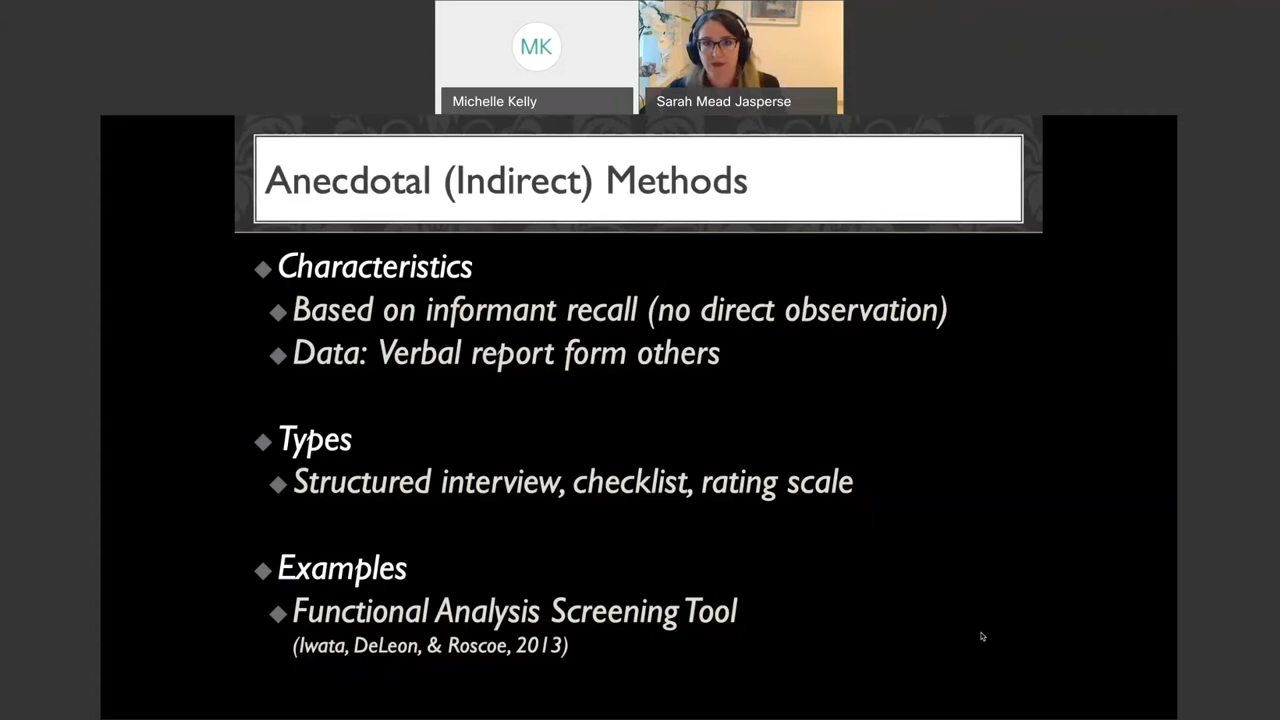 MK
Michelle Kelly
Sarah Mead Jasperse
Anecdotal (Indirect) Methods
Characteristics
Based on informant recall (no direct observation)
Data: Verbal report form others
Types
Structured interview, checklist, rating scale
Examples
Functional Analysis Screening Tool
(Iwata, DeLeon, & Roscoe, 2013)